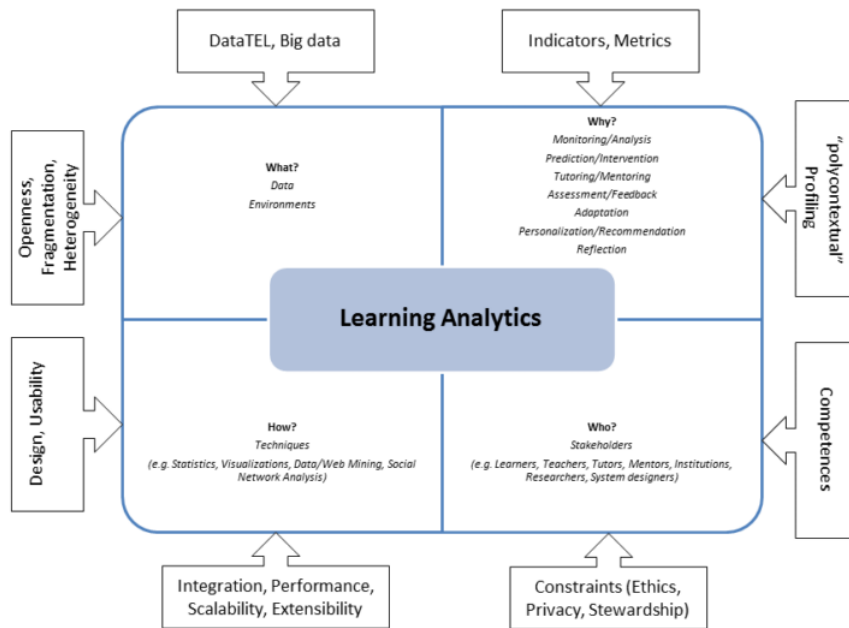 DataTEL, Big data
Indicators, Metrics
Openness,
Fragmentation,
Heterogeneity
What?
Data
Environments
Why?
Monitoring/Analysis
Prediction/Intervention
Tutoring/Mentoring
Assessment/Feedback
Adaptation
Personalization/Recommendation
Reflection
"polycontextual"
Profiling
Learning Analytics
Design, Usability
How?
Techniques
(e.g. Statistics, Visualizations, Data/Web Mining, Social
Network Analysis)
Who?
Stakeholders
(e.g. Learners, Teachers, Tutors, Mentors, Institutions,
Researchers, System designers)
Competences
Integration, Performance,
Scalability, Extensibility
Constraints (Ethics,
Privacy, Stewardship)